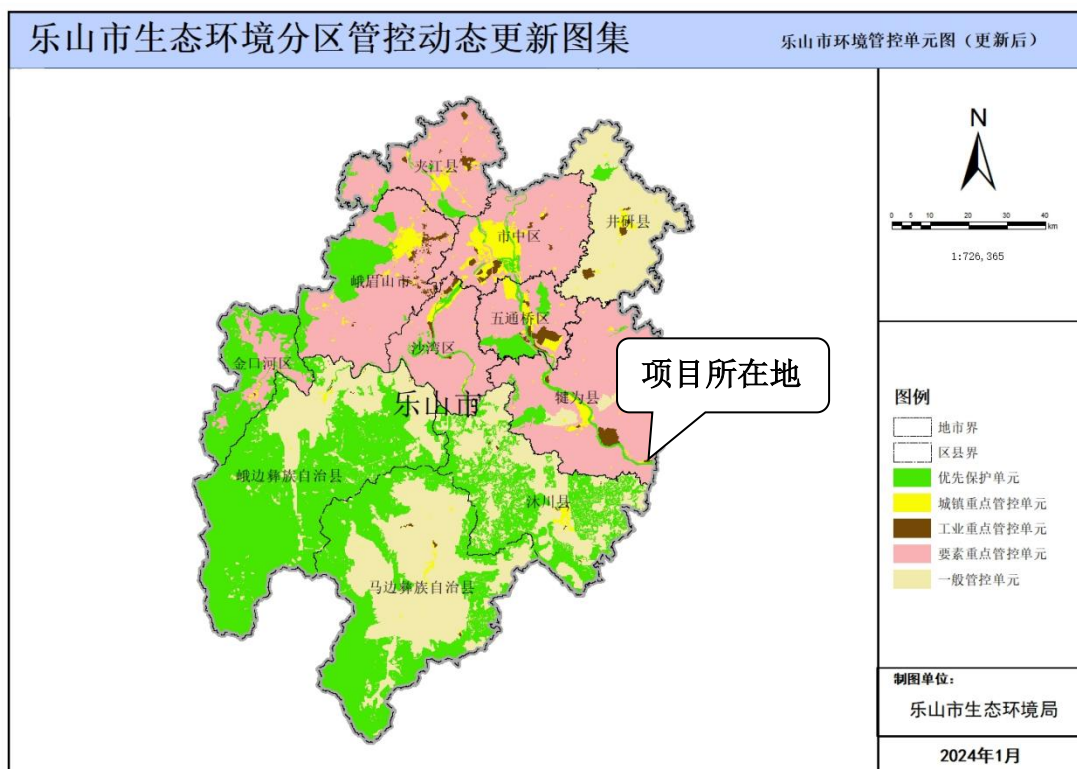 乐山市生态环境分区管控动态更新图集
乐山市环境管控单元图（更新后）
N
0 5 10 20 30 40
km
1:726,365
夹江县
井研县
市中区
峨眉山市
五通桥区
沙湾区
金口河区
项目所在地
犍为县
乐山市
峨边彝族自治县
沐川县
马边彝族自治县
图例
地市界
区县界
优先保护单元
城镇重点管控单元
工业重点管控单元
要素重点管控单元
一般管控单元
制图单位：
乐山市生态环境局
2024年1月